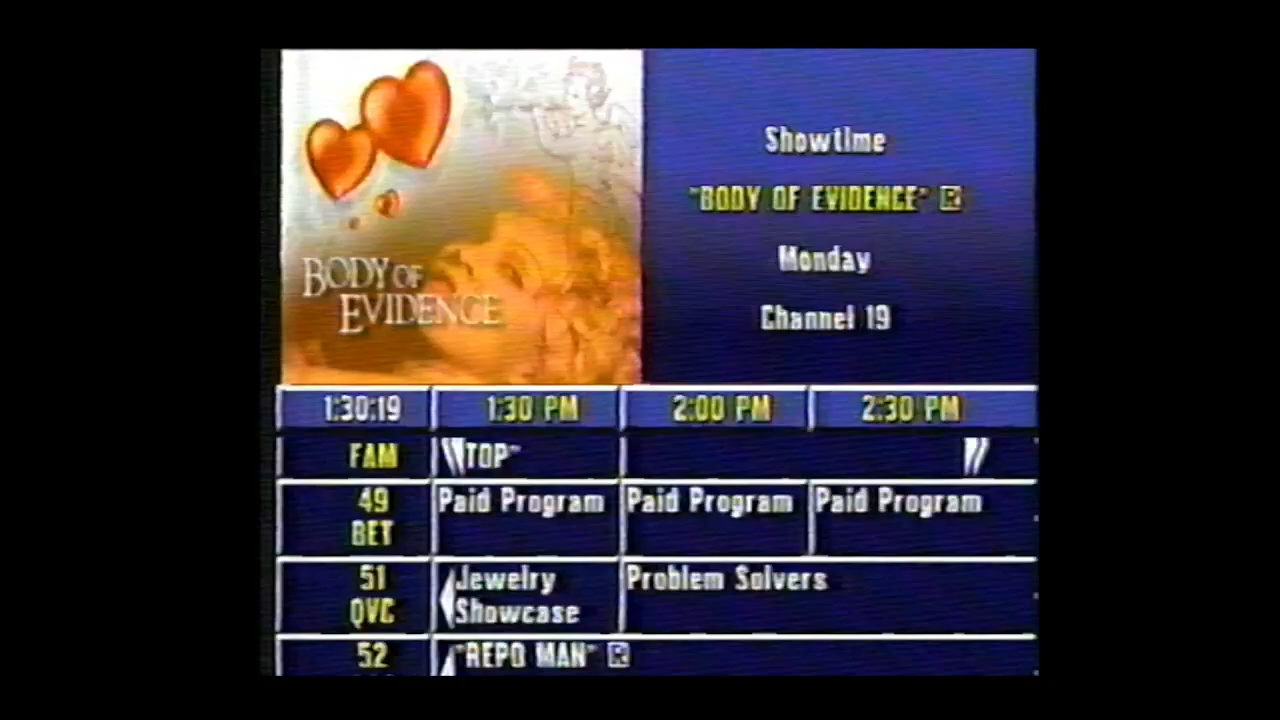 Showtime
"BODY OF EVIDENCE" R
Monday
Channel 19
BODY OF
EVIDENCE
1:30:19 1:30 PM 2:00 PM 2:30 PM
FAM TOP"
49 Paid Program Paid Program Paid Program
BET
51 Jewelry Problem Solvers
QVC Showcase
52 "REPO MAN" R